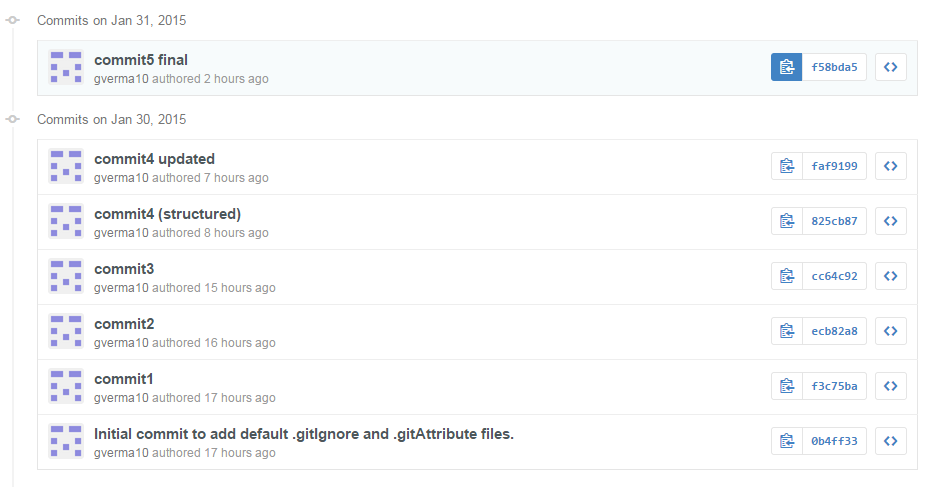 Commits on Jan 31, 2015
commit5 final
gverma10 authored 2 hours ago
f58bda5
Commits on Jan 30, 2015
commit4 updated
gverma10 authored 7 hours ago
faf9199
commit4 (structured)
gverma10 authored 8 hours ago
825cb87
commit3
gverma10 authored 15 hours ago
cc64c92
commit2
gverma10 authored 16 hours ago
ecb82a8
commit1
gverma10 authored 17 hours ago
f3c75ba
Initial commit to add default .gitIgnore and .gitAttribute files.
gverma10 authored 17 hours ago
0b4ff33